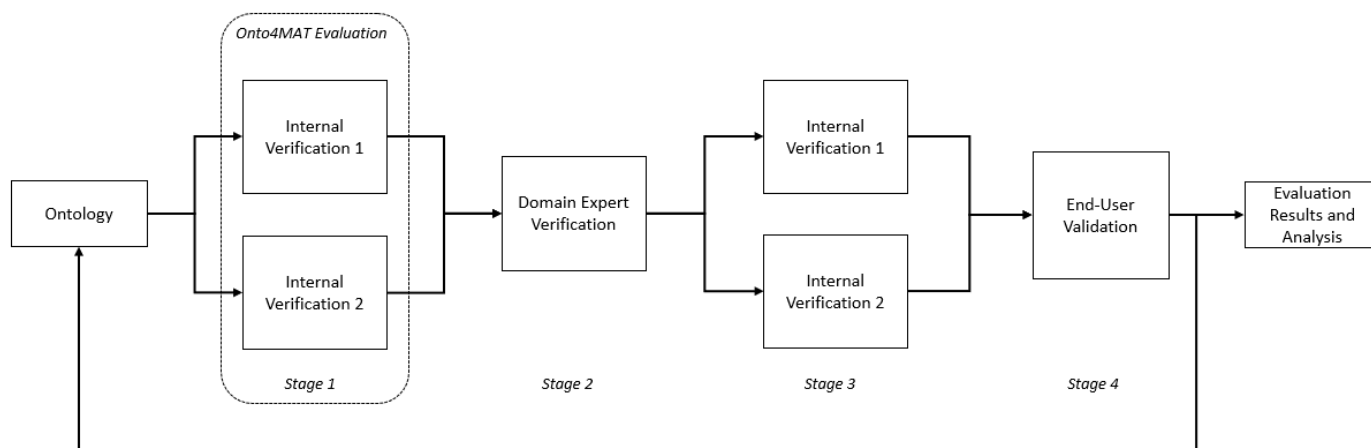 Onto4MAT Evaluation
Internal
Verification 1
Internal
Verification 1
Ontology
Domain Expert
Verification
End-User
Validation
Evaluation
Results and
Analysis
Internal
Verification 2
Internal
Verification 2
Stage 1
Stage 2
Stage 3
Stage 4